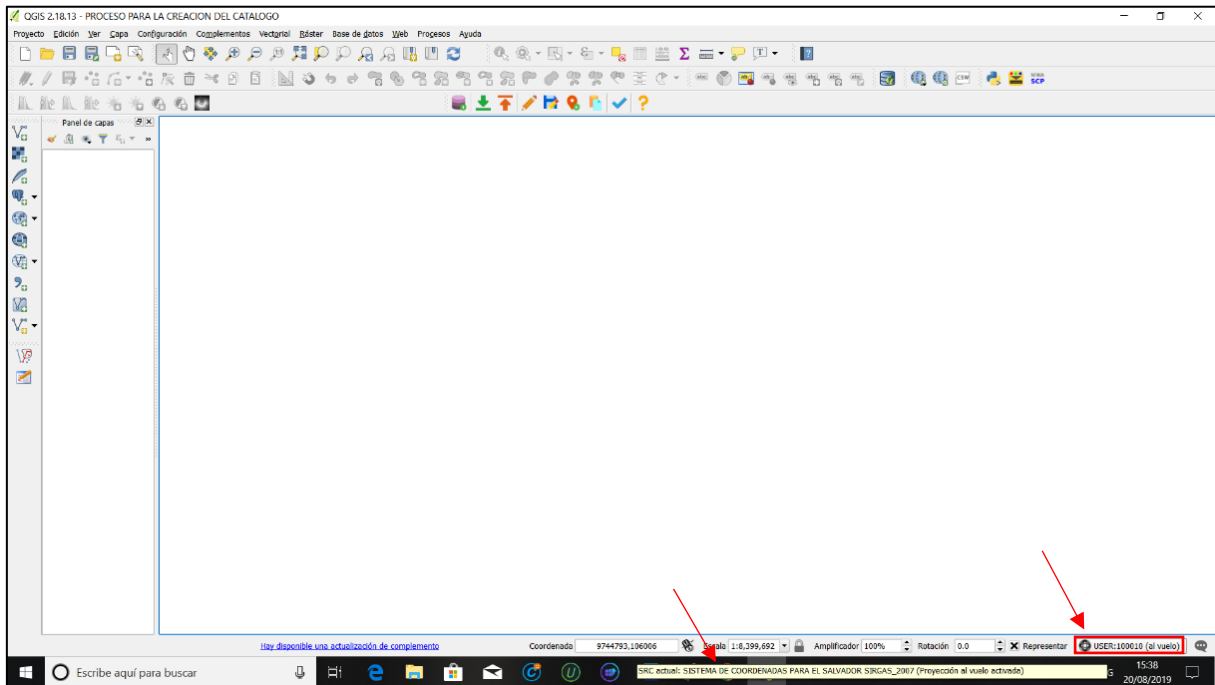 QGIS 2.18.13 - PROCESO PARA LA CREACION DEL CATALOGO
Proyecto Edición Ver Capa Configuración Complementos Vectorial Ráster Base de datos Web Procesos Ayuda
CSW
SCP
Panel de capas
Hay disponible una actualización de complemento
Coordenada 9744793,106006 Escala 1:8,399,692 Amplificador 100% Rotación 0.0 Representar USER:100010 (al vuelo)
Escribe aquí para buscar
SRC actual: SISTEMA DE COORDENADAS PARA EL SALVADOR SIRGAS_2007 (Proyección al vuelo activada)
15:38
20/08/2019